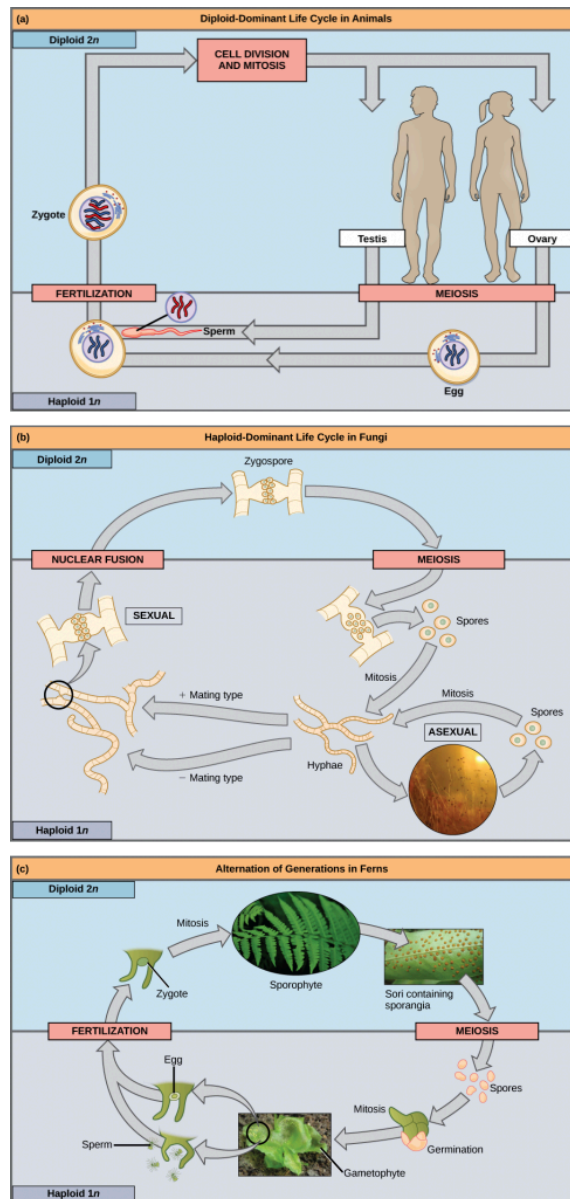 (a) Diploid-Dominant Life Cycle in Animals
Diploid 2n
CELL DIVISION
AND MITOSIS
Zygote
Testis
Ovary
FERTILIZATION
MEIOSIS
Sperm
Egg
Haploid 1n
(b) Haploid-Dominant Life Cycle in Fungi
Diploid 2n
Zygospore
NUCLEAR FUSION
MEIOSIS
SEXUAL
Spores
Mitosis
+ Mating type
Mitosis
Spores
ASEXUAL
Hyphae
− Mating type
Haploid 1n
(c) Alternation of Generations in Ferns
Diploid 2n
Mitosis
Zygote
Sporophyte
Sori containing
sporangia
FERTILIZATION
MEIOSIS
Egg
Spores
Mitosis
Sperm
Germination
Gametophyte
Haploid 1n